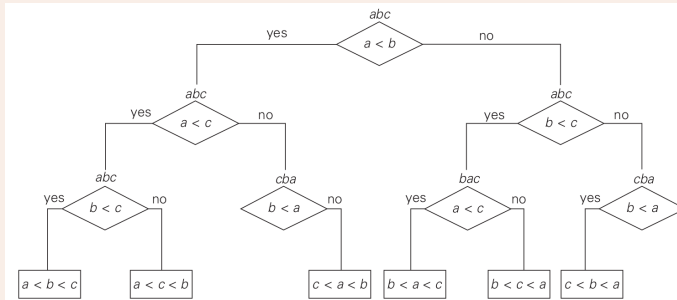 abc
yes a < b no
abc abc
yes a < c no yes b < c no
abc cba bac cba
yes b < c no b < a no yes a < c no yes b < a
a < b < c a < c < b c < a < b b < a < c b < c < a c < b < a